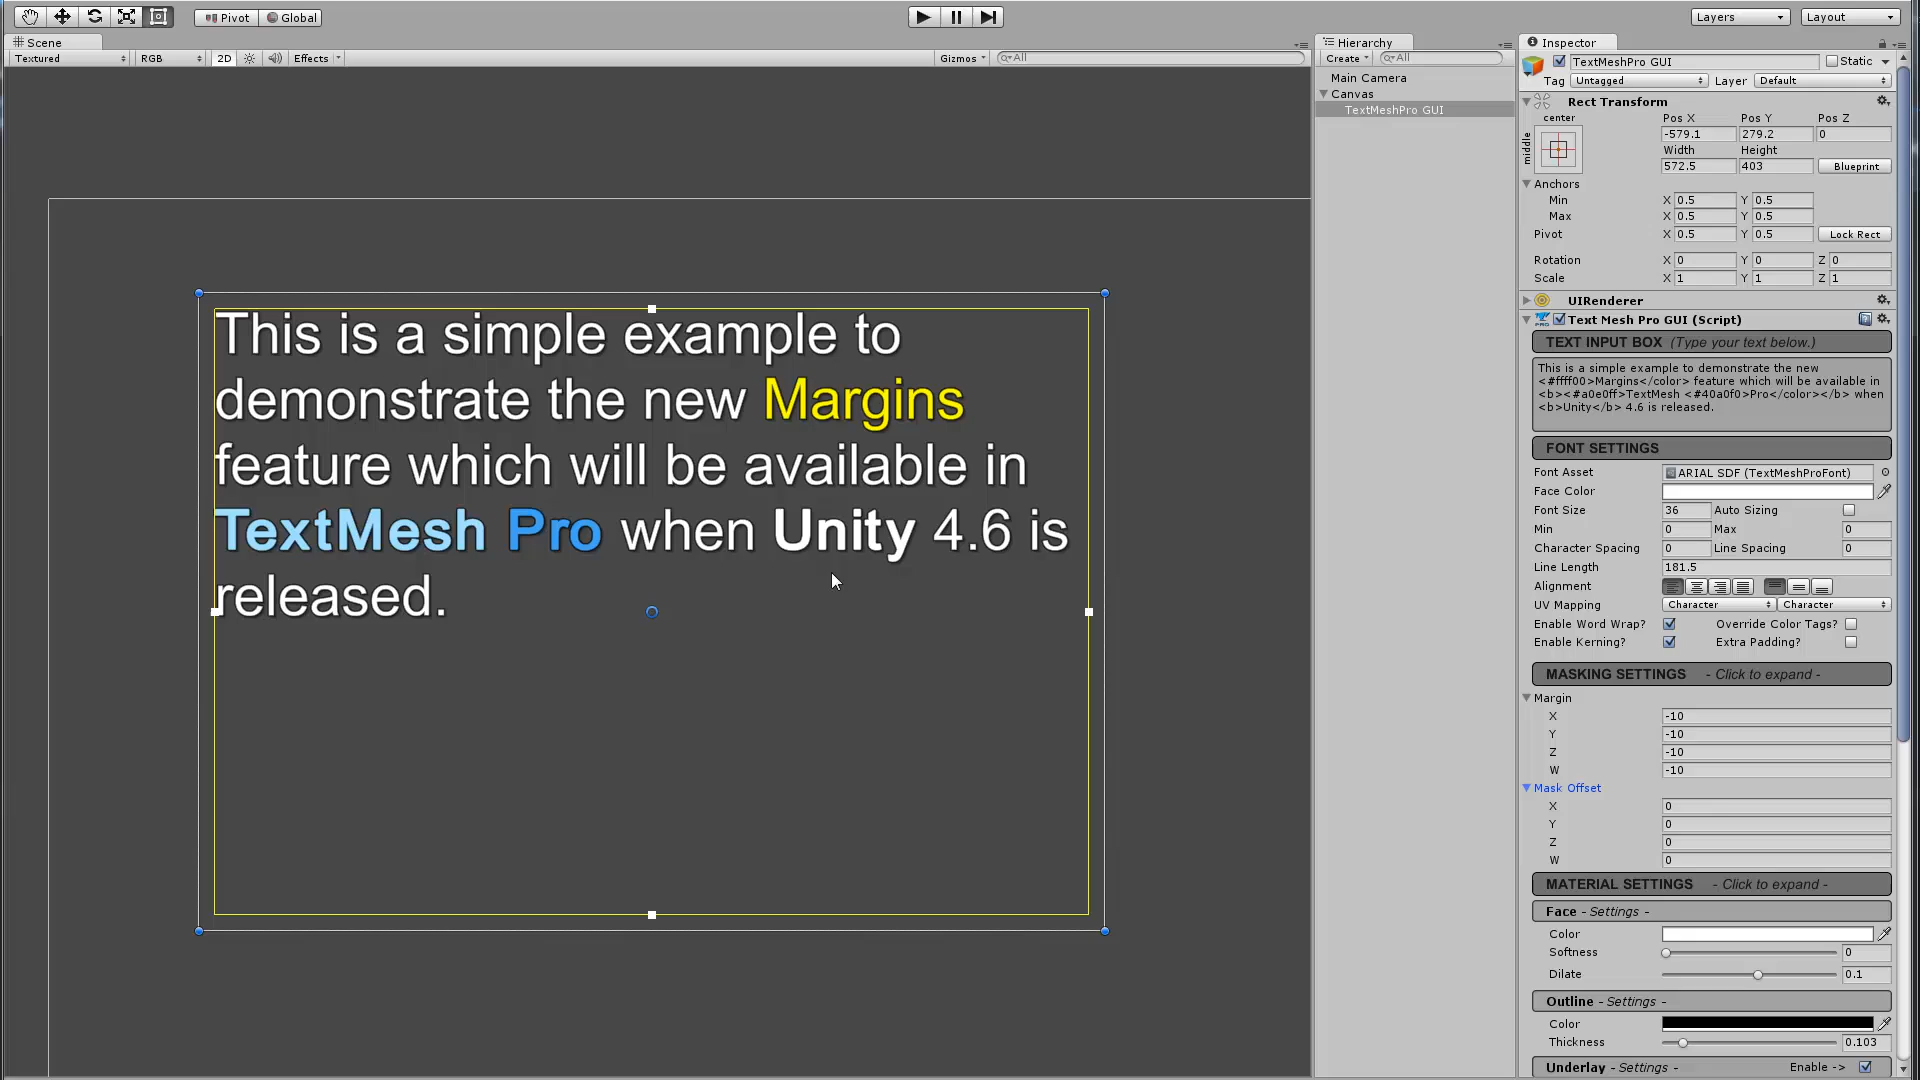 Pivot Global Layers Layout
Scene
Textured RGB 2D Effects Gizmos All
This is a simple example to
demonstrate the new Margins
feature which will be available in
TextMesh Pro when Unity 4.6 is
released.
Hierarchy
Create All
Main Camera
Canvas
TextMeshPro GUI
Inspector
TextMeshPro GUI Static
Tag Untagged Layer Default
Rect Transform
center Pos X Pos Y Pos Z
middle -579.1 279.2 0
Width Height
572.5 403 Blueprint
Anchors
Min X 0.5 Y 0.5
Max X 0.5 Y 0.5
Pivot X 0.5 Y 0.5 Lock Rect
Rotation X 0 Y 0 Z 0
Scale X 1 Y 1 Z 1
UIRenderer
Text Mesh Pro GUI (Script)
TEXT INPUT BOX (Type your text below.)
This is a simple example to demonstrate the new
<#ffff00>Margins</color> feature which will be available in
<b><#a0e0ff>TextMesh <#40a0f0>Pro</color></b> when
<b>Unity</b> 4.6 is released.
FONT SETTINGS
Font Asset ARIAL SDF (TextMeshProFont)
Face Color
Font Size 36 Auto Sizing
Min 0 Max 0
Character Spacing 0 Line Spacing 0
Line Length 181.5
Alignment
UV Mapping Character Character
Enable Word Wrap? Override Color Tags?
Enable Kerning? Extra Padding?
MASKING SETTINGS - Click to expand -
Margin
X -10
Y -10
Z -10
W -10
Mask Offset
X 0
Y 0
Z 0
W 0
MATERIAL SETTINGS - Click to expand -
Face - Settings -
Color
Softness 0
Dilate 0.1
Outline - Settings -
Color
Thickness 0.103
Underlay - Settings - Enable ->